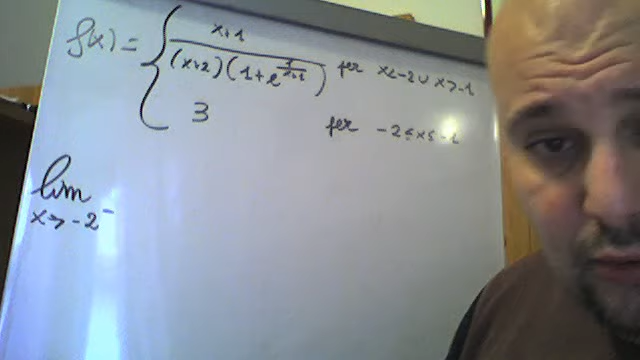 f(x) = { x+1 / (x+2)(1+e^(1/(x+1))) per x<-2 ∪ x>-1
3 per -2≤x≤-1
lim x→-2⁻